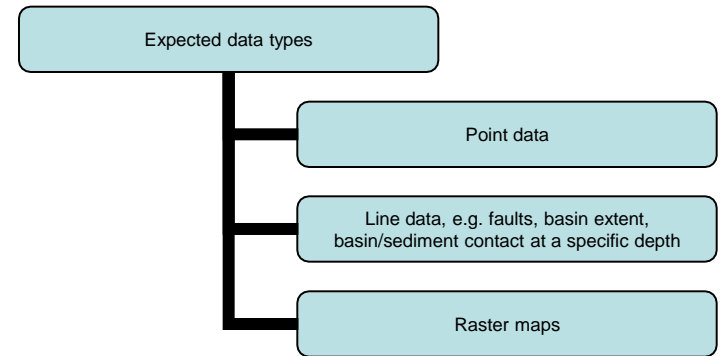 Expected data types
Point data
Line data, e.g. faults, basin extent,
basin/sediment contact at a specific depth
Raster maps